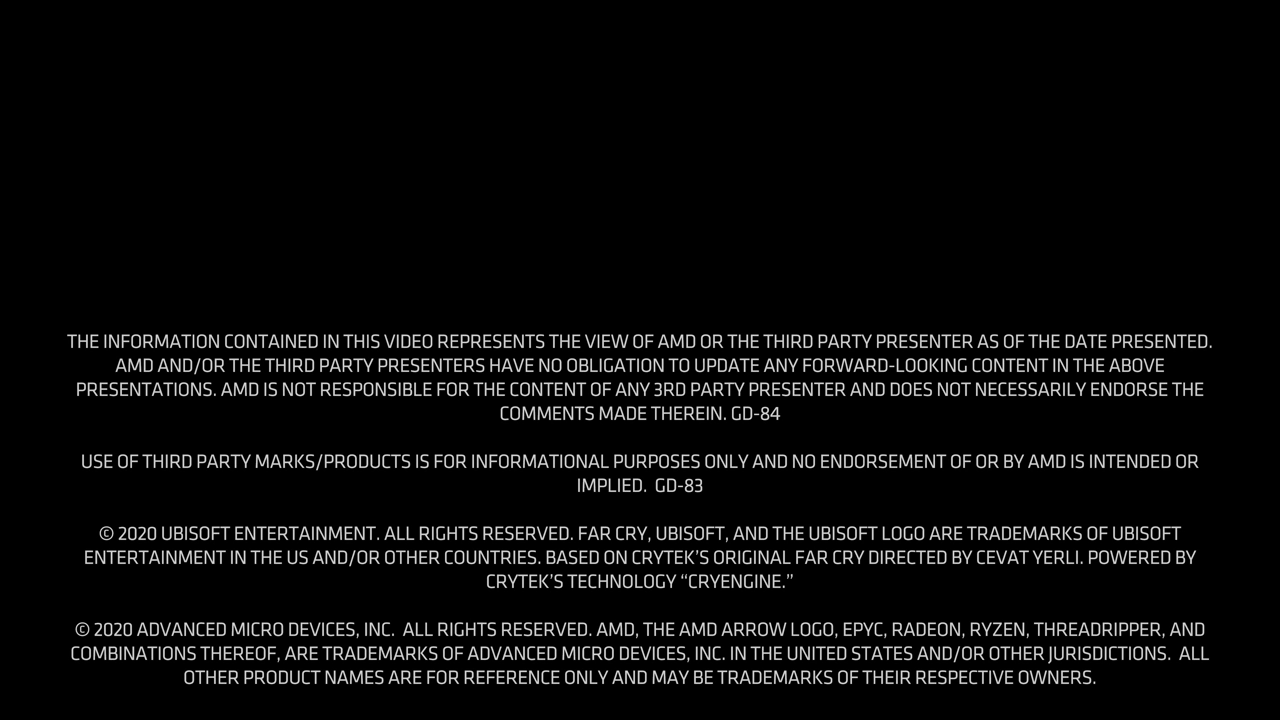 THE INFORMATION CONTAINED IN THIS VIDEO REPRESENTS THE VIEW OF AMD OR THE THIRD PARTY PRESENTER AS OF THE DATE PRESENTED.
AMD AND/OR THE THIRD PARTY PRESENTERS HAVE NO OBLIGATION TO UPDATE ANY FORWARD-LOOKING CONTENT IN THE ABOVE
PRESENTATIONS. AMD IS NOT RESPONSIBLE FOR THE CONTENT OF ANY 3RD PARTY PRESENTER AND DOES NOT NECESSARILY ENDORSE THE
COMMENTS MADE THEREIN. GD-84
USE OF THIRD PARTY MARKS/PRODUCTS IS FOR INFORMATIONAL PURPOSES ONLY AND NO ENDORSEMENT OF OR BY AMD IS INTENDED OR
IMPLIED.  GD-83
© 2020 UBISOFT ENTERTAINMENT. ALL RIGHTS RESERVED. FAR CRY, UBISOFT, AND THE UBISOFT LOGO ARE TRADEMARKS OF UBISOFT
ENTERTAINMENT IN THE US AND/OR OTHER COUNTRIES. BASED ON CRYTEK’S ORIGINAL FAR CRY DIRECTED BY CEVAT YERLI. POWERED BY
CRYTEK’S TECHNOLOGY “CRYENGINE.”
© 2020 ADVANCED MICRO DEVICES, INC.  ALL RIGHTS RESERVED. AMD, THE AMD ARROW LOGO, EPYC, RADEON, RYZEN, THREADRIPPER, AND
COMBINATIONS THEREOF, ARE TRADEMARKS OF ADVANCED MICRO DEVICES, INC. IN THE UNITED STATES AND/OR OTHER JURISDICTIONS.  ALL
OTHER PRODUCT NAMES ARE FOR REFERENCE ONLY AND MAY BE TRADEMARKS OF THEIR RESPECTIVE OWNERS.